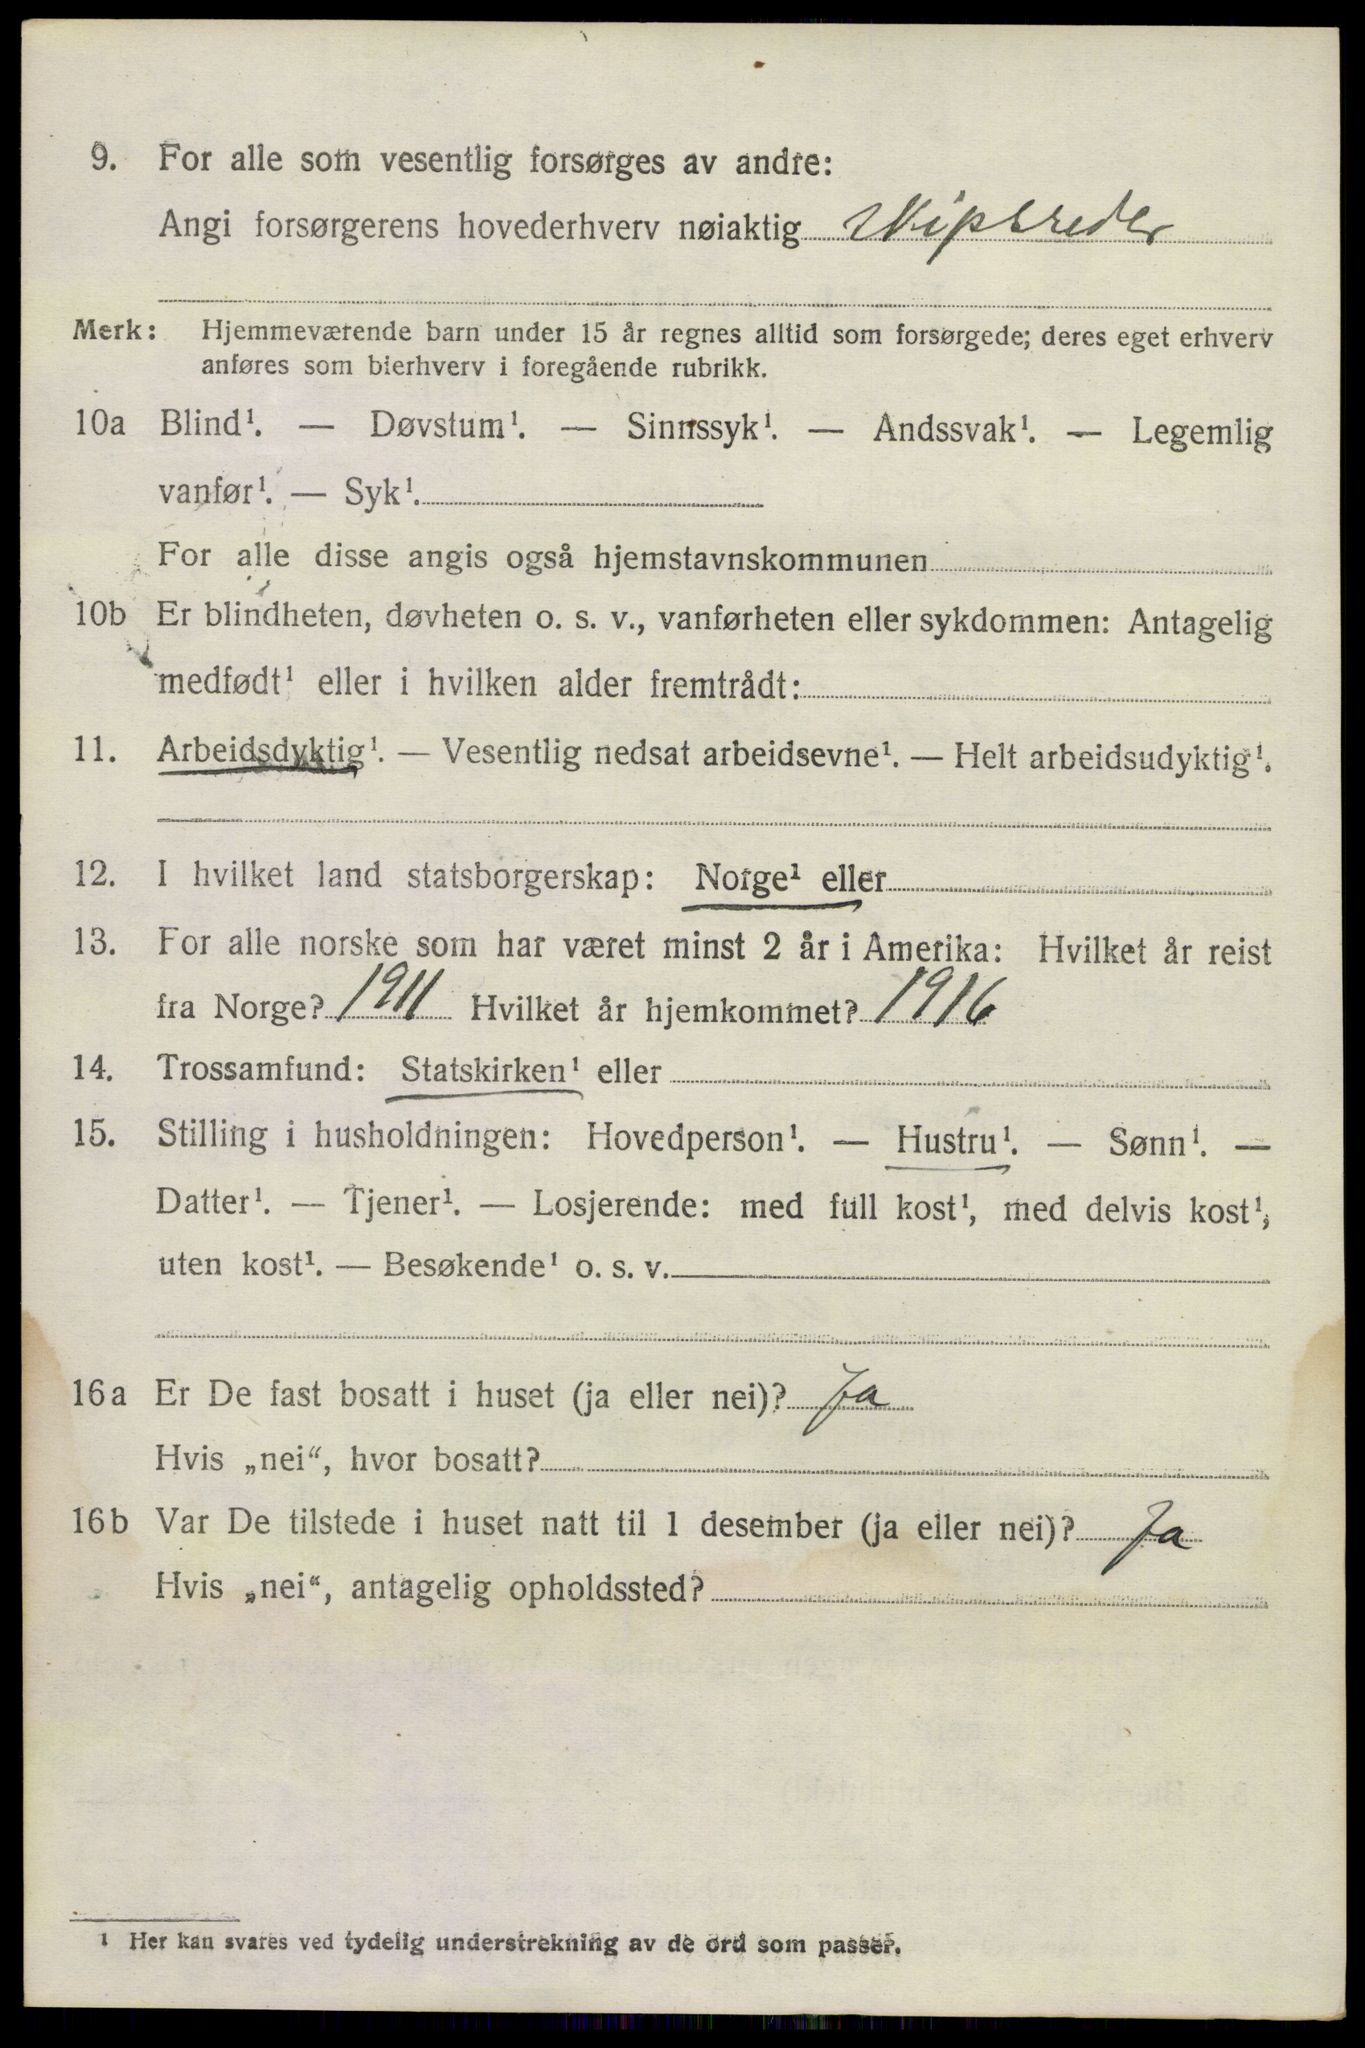 9. For alle som vesentlig forsørges av andre:
Angi forsørgerens hovederhverv nøiaktig Skipsreder
Merk: Hjemmeværende barn under 15 år regnes alltid som forsørgede; deres eget erhverv
anføres som bierhverv i foregående rubrikk.
10a Blind¹. — Døvstum¹. — Sinnssyk¹. — Andssvak¹. — Legemlig
vanfør¹. — Syk¹.
For alle disse angis også hjemstavnskommunen
10b Er blindheten, døvheten o. s. v., vanførheten eller sykdommen: Antagelig
medfødt¹ eller i hvilken alder fremtrådt:
11. Arbeidsdyktig¹. — Vesentlig nedsat arbeidsevne¹. — Helt arbeidsudyktig¹.
12. I hvilket land statsborgerskap: Norge¹ eller
13. For alle norske som har været minst 2 år i Amerika: Hvilket år reist
fra Norge? 1911 Hvilket år hjemkommet? 1916
14. Trossamfund: Statskirken¹ eller
15. Stilling i husholdningen: Hovedperson¹. — Hustru¹. — Sønn¹. —
Datter¹. — Tjener¹. — Losjerende: med full kost¹, med delvis kost¹,
uten kost¹. — Besøkende¹ o. s. v.
16a Er De fast bosatt i huset (ja eller nei)? Ja
Hvis „nei“, hvor bosatt?
16b Var De tilstede i huset natt til 1 desember (ja eller nei)? Ja
Hvis „nei“, antagelig opholdssted?
¹ Her kan svares ved tydelig understrekning av de ord som passer.